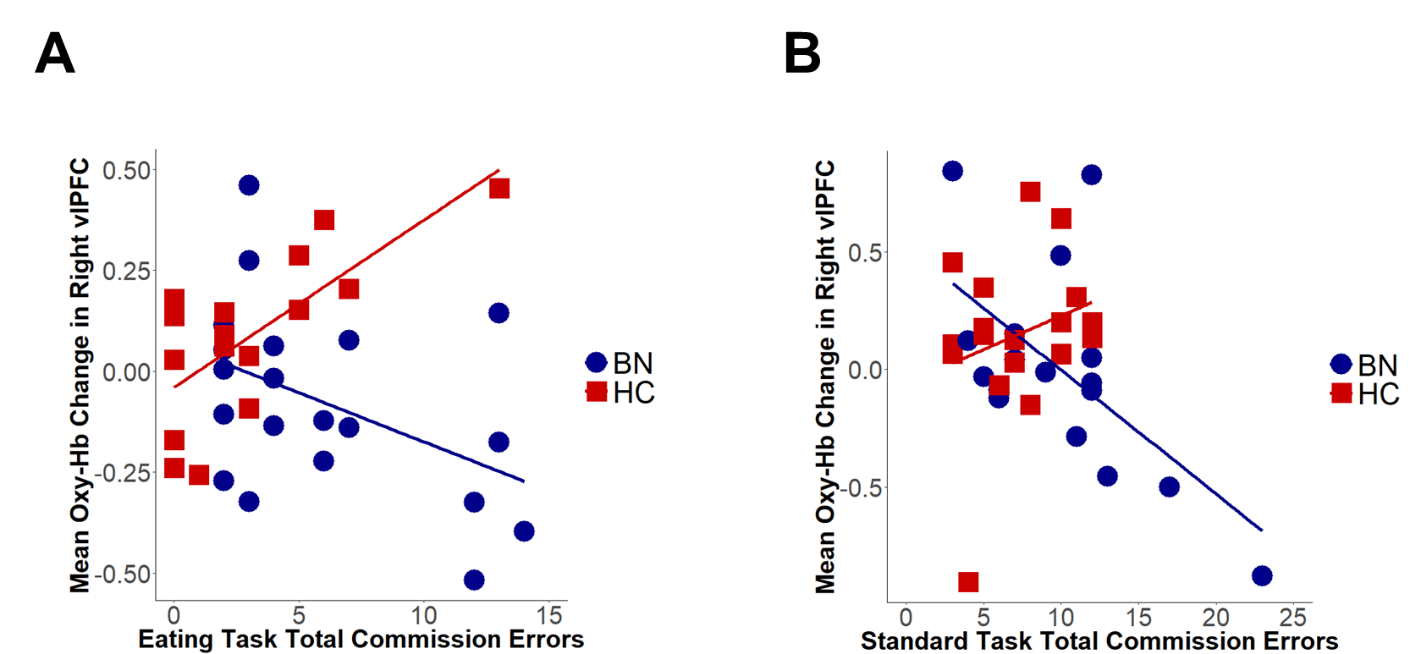 A
B
Mean Oxy-Hb Change in Right vlPFC
0.50
0.25
0.00
-0.25
-0.50
0
5
10
15
Eating Task Total Commission Errors
BN
HC
Mean Oxy-Hb Change in Right vlPFC
0.5
0.0
-0.5
0
5
10
15
20
25
Standard Task Total Commission Errors
BN
HC